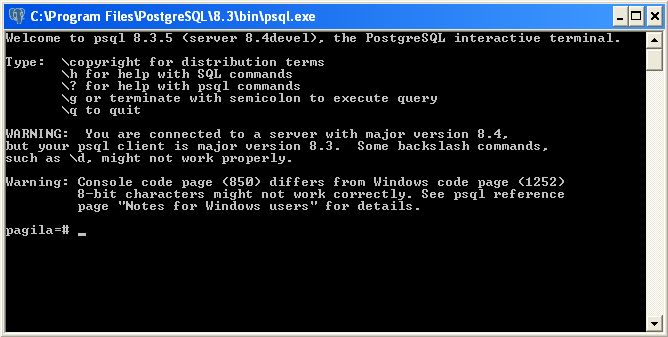 C:\Program Files\PostgreSQL\8.3\bin\psql.exe
Welcome to psql 8.3.5 (server 8.4devel), the PostgreSQL interactive terminal.
Type:  \copyright for distribution terms
       \h for help with SQL commands
       \? for help with psql commands
       \g or terminate with semicolon to execute query
       \q to quit
WARNING:  You are connected to a server with major version 8.4,
but your psql client is major version 8.3.  Some backslash commands,
such as \d, might not work properly.
Warning: Console code page (850) differs from Windows code page (1252)
         8-bit characters might not work correctly. See psql reference
         page "Notes for Windows users" for details.
pagila=# _